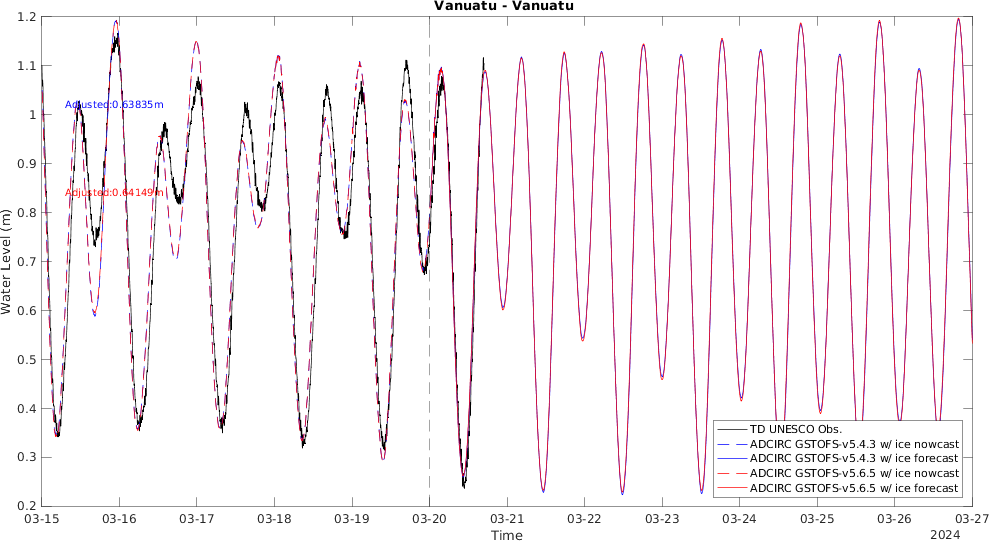 Vanuatu - Vanuatu
1.2
1.1
1
0.9
0.8
0.7
0.6
0.5
0.4
0.3
0.2
Water Level (m)
Adjusted:0.63835m
Adjusted:0.64149m
TD UNESCO Obs.
ADCIRC GSTOFS-v5.4.3 w/ ice nowcast
ADCIRC GSTOFS-v5.4.3 w/ ice forecast
ADCIRC GSTOFS-v5.6.5 w/ ice nowcast
ADCIRC GSTOFS-v5.6.5 w/ ice forecast
03-15 03-16 03-17 03-18 03-19 03-20 03-21 03-22 03-23 03-24 03-25 03-26 03-27
Time
2024